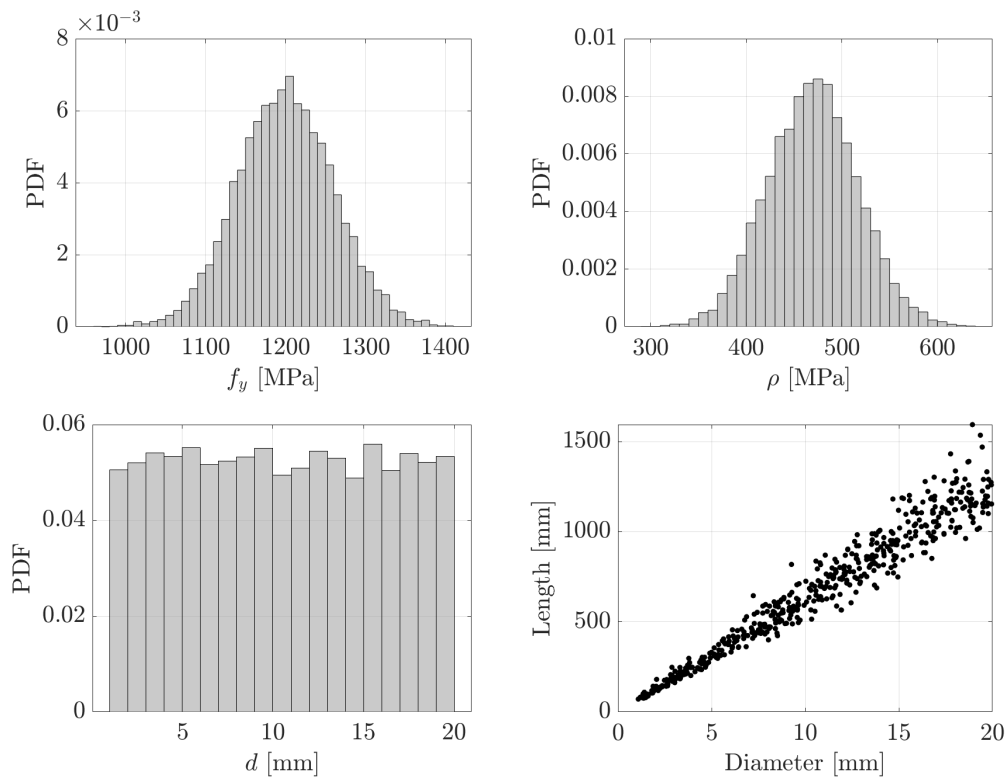 ×10⁻³
8
6
4
2
0
PDF
1000 1100 1200 1300 1400
f_y [MPa]
0.01
0.008
0.006
0.004
0.002
0
PDF
300 400 500 600
ρ [MPa]
0.06
0.04
0.02
0
PDF
5 10 15 20
d [mm]
1500
1000
500
0
Length [mm]
0 5 10 15 20
Diameter [mm]